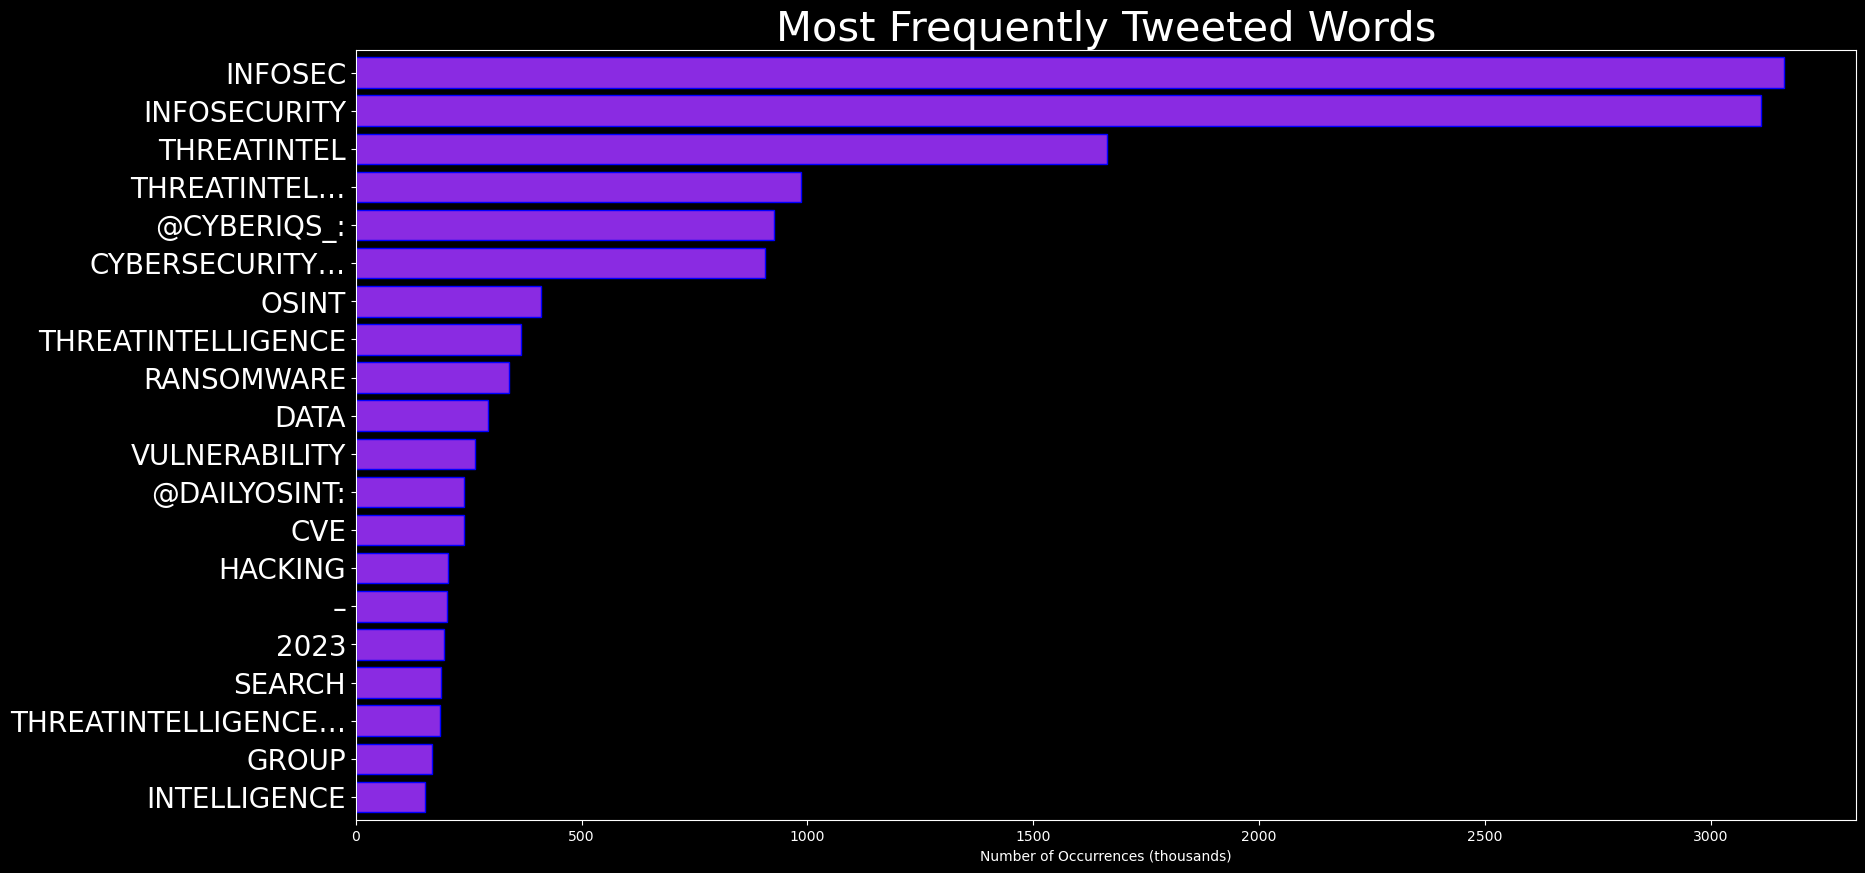 Most Frequently Tweeted Words
INFOSEC
INFOSECURITY
THREATINTEL
THREATINTEL…
@CYBERIQS_:
CYBERSECURITY…
OSINT
THREATINTELLIGENCE
RANSOMWARE
DATA
VULNERABILITY
@DAILYOSINT:
CVE
HACKING
–
2023
SEARCH
THREATINTELLIGENCE…
GROUP
INTELLIGENCE
0 500 1000 1500 2000 2500 3000
Number of Occurrences (thousands)